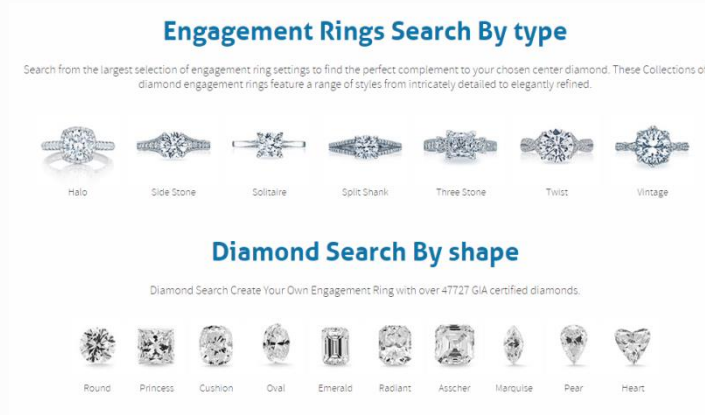 Engagement Rings Search By type
Search from the largest selection of engagement ring settings to find the perfect complement to your chosen center diamond. These Collections of
diamond engagement rings feature a range of styles from intricately detailed to elegantly refined.
Halo Side Stone Solitaire Split Shank Three Stone Twist Vintage
Diamond Search By shape
Diamond Search Create Your Own Engagement Ring with over 47727 GIA certified diamonds.
Round Princess Cushion Oval Emerald Radiant Asscher Marquise Pear Heart